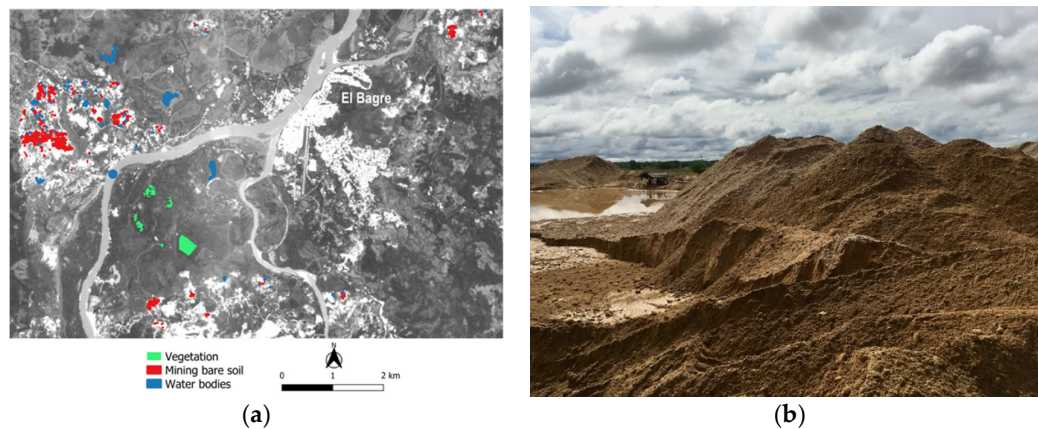 El Bagre
Vegetation
Mining bare soil
Water bodies
N
0 1 2 km
(a)
(b)